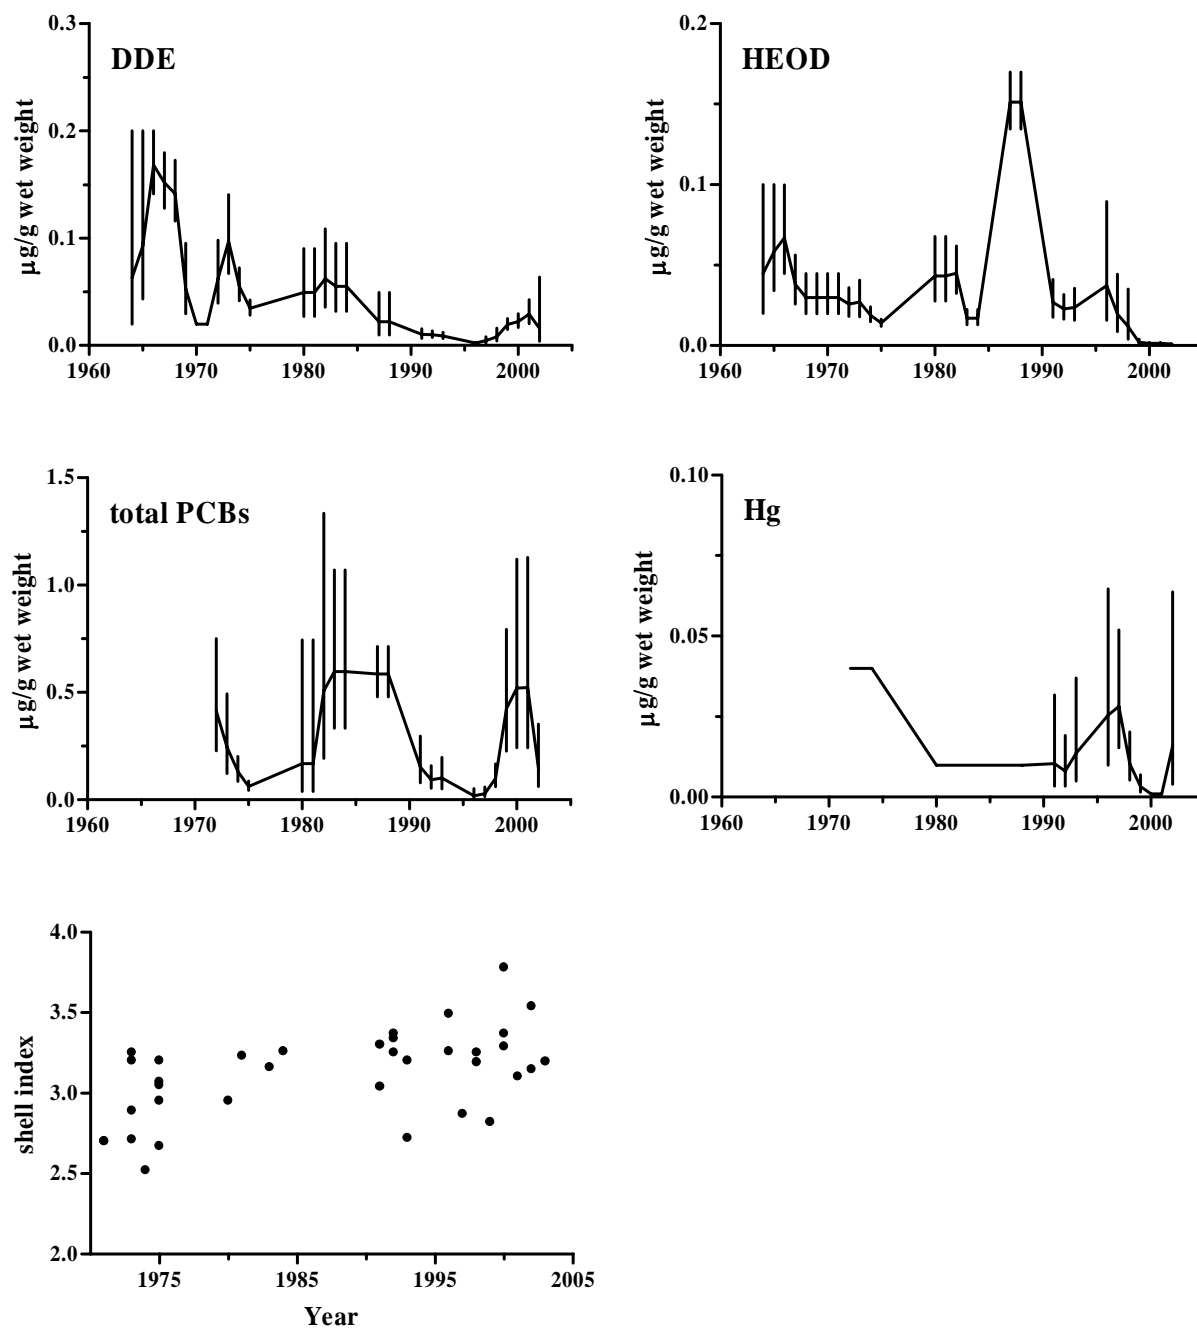 DDE
µg/g wet weight
0.3
0.2
0.1
0.0
1960 1970 1980 1990 2000
HEOD
µg/g wet weight
0.2
0.1
0.0
1960 1970 1980 1990 2000
total PCBs
µg/g wet weight
1.5
1.0
0.5
0.0
1960 1970 1980 1990 2000
Hg
µg/g wet weight
0.10
0.05
0.00
1960 1970 1980 1990 2000
shell index
4.0
3.5
3.0
2.5
2.0
1975 1985 1995 2005
Year